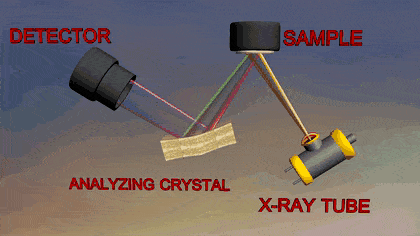 DETECTOR
SAMPLE
ANALYZING CRYSTAL
X-RAY TUBE